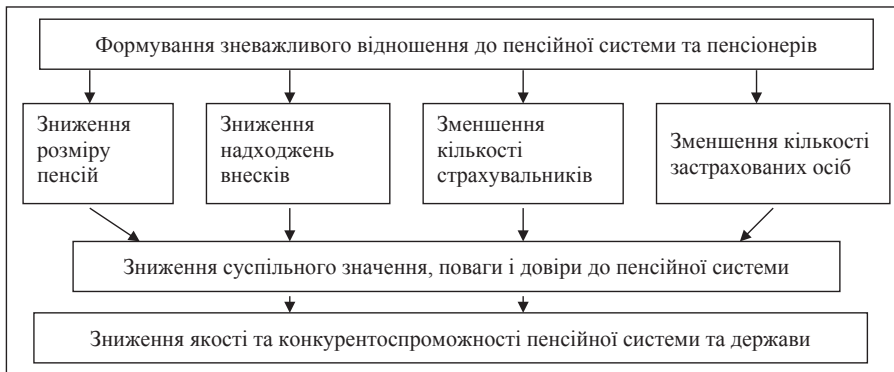 Формування зневажливого відношення до пенсійної системи та пенсіонерів
Зниження
розміру
пенсій
Зниження
надходжень
внесків
Зменшення
кількості
страхувальників
Зменшення кількості
застрахованих осіб
Зниження суспільного значення, поваги і довіри до пенсійної системи
Зниження якості та конкурентоспроможності пенсійної системи та держави